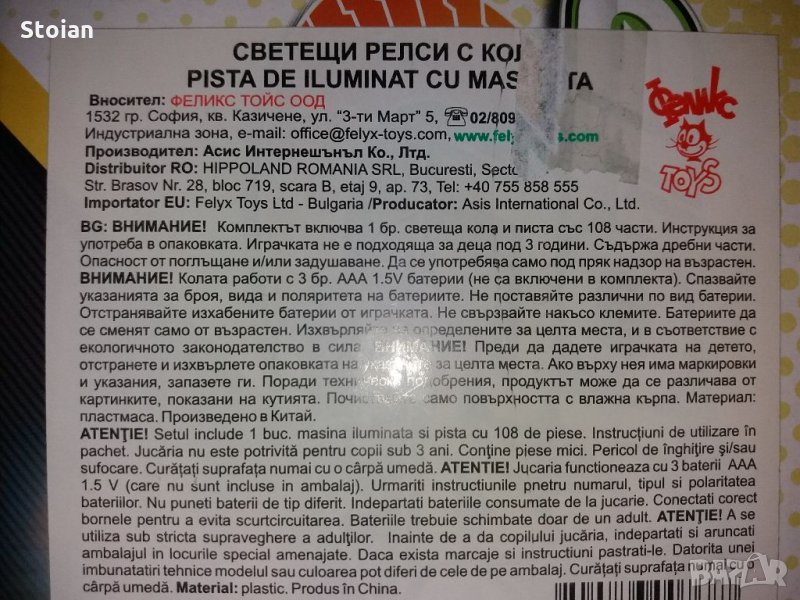 Stoian
СВЕТЕЩИ РЕЛСИ С КОЛ
PISTA DE ILUMINAT CU MAS TA
Вносител: ФЕЛИКС ТОЙС ООД
1532 гр. София, кв. Казичене, ул. "3-ти Март" 5, ☎02/809
Индустриална зона, e-mail: office@felyx-toys.com, www.fel s.com
Производител: Асис Интернешънъл Ко., Лтд.
Distribuitor RO: HIPPOLAND ROMANIA SRL, Bucuresti, Secto
Str. Brasov Nr. 28, bloc 719, scara B, etaj 9, ap. 73, Tel: +40 755 858 555
Importator EU: Felyx Toys Ltd - Bulgaria /Producator: Asis International Co., Ltd.
Феликс
TOYS
BG: ВНИМАНИЕ! Комплектът включва 1 бр. светеща кола и писта със 108 части. Инструкция за
употреба в опаковката. Играчката не е подходяща за деца под 3 години. Съдържа дребни части.
Опасност от поглъщане и/или задушаване. Да се употребява само под пряк надзор на възрастен.
ВНИМАНИЕ! Колата работи с 3 бр. ААА 1.5V батерии (не са включени в комплекта). Спазвайте
указанията за броя, вида и поляритета на батериите. Не поставяйте различни по вид батерии.
Отстранявайте изхабените батерии от играчката. Не свързвайте накъсо клемите. Батериите да
се сменят само от възрастен. Изхвърляйте на определените за целта места, и в съответствие с
екологичното законодателство в сила. ВНИМАНИЕ! Преди да дадете играчката на детето,
отстранете и изхвърлете опаковката на указаните за целта места. Ако върху нея има маркировки
и указания, запазете ги. Поради технически подобрения, продуктът може да се различава от
картинките, показани на кутията. Почиствайте само повърхността с влажна кърпа. Материал:
пластмаса. Произведено в Китай.
ATENŢIE! Setul include 1 buc. masina iluminata si pista cu 108 de piese. Instrucțiuni de utilizare în
pachet. Jucăria nu este potrivită pentru copii sub 3 ani. Conţine piese mici. Pericol de înghiţire şi/sau
sufocare. Curăţați suprafața numai cu o cârpă umedă. ATENŢIE! Jucaria functioneaza cu 3 baterii AAA
1.5 V (care nu sunt incluse in ambalaj). Urmariti instructiunile pnetru numarul, tipul si polaritatea
bateriilor. Nu puneti baterii de tip diferit. Indepartati bateriile consumate de la jucarie. Conectati corect
bornele pentru a evita scurtcircuitarea. Bateriile trebuie schimbate doar de un adult. ATENŢIE! A se
utiliza sub stricta supraveghere a adulţilor. Inainte de a da copilului jucăria, indepartati si aruncati
ambalajul in locurile special amenajate. Daca exista marcaje si instructiuni pastrati-le. Datorita unei
imbunatatiri tehnice modelul sau culoarea pot diferi de cele de pe ambalaj. Curăţați suprafața numai cu o
cârpă umedă. Material: plastic. Produs în China.
BAZAR